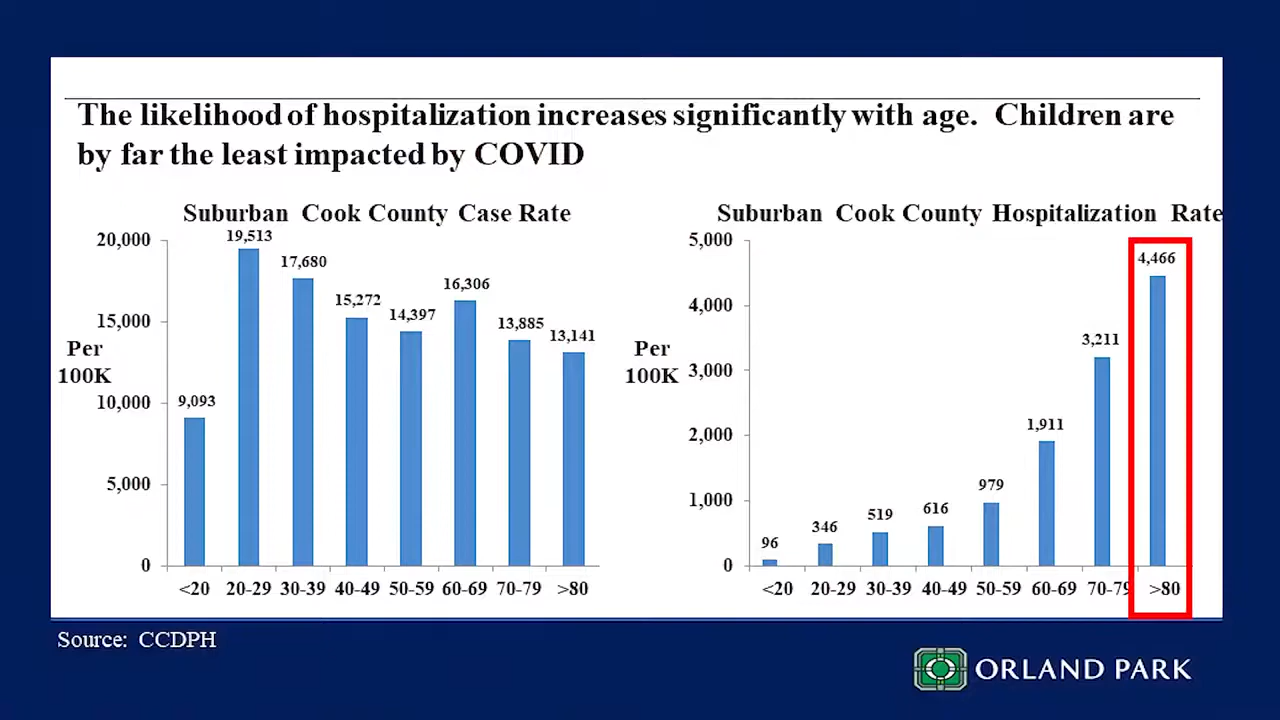 The likelihood of hospitalization increases significantly with age. Children are
by far the least impacted by COVID
Suburban Cook County Case Rate
20,000
15,000
10,000
5,000
0
Per
100K
9,093
19,513
17,680
15,272
14,397
16,306
13,885
13,141
<20 20-29 30-39 40-49 50-59 60-69 70-79 >80
Suburban Cook County Hospitalization Rate
5,000
4,000
3,000
2,000
1,000
0
Per
100K
96
346
519
616
979
1,911
3,211
4,466
<20 20-29 30-39 40-49 50-59 60-69 70-79 >80
Source: CCDPH
ORLAND PARK